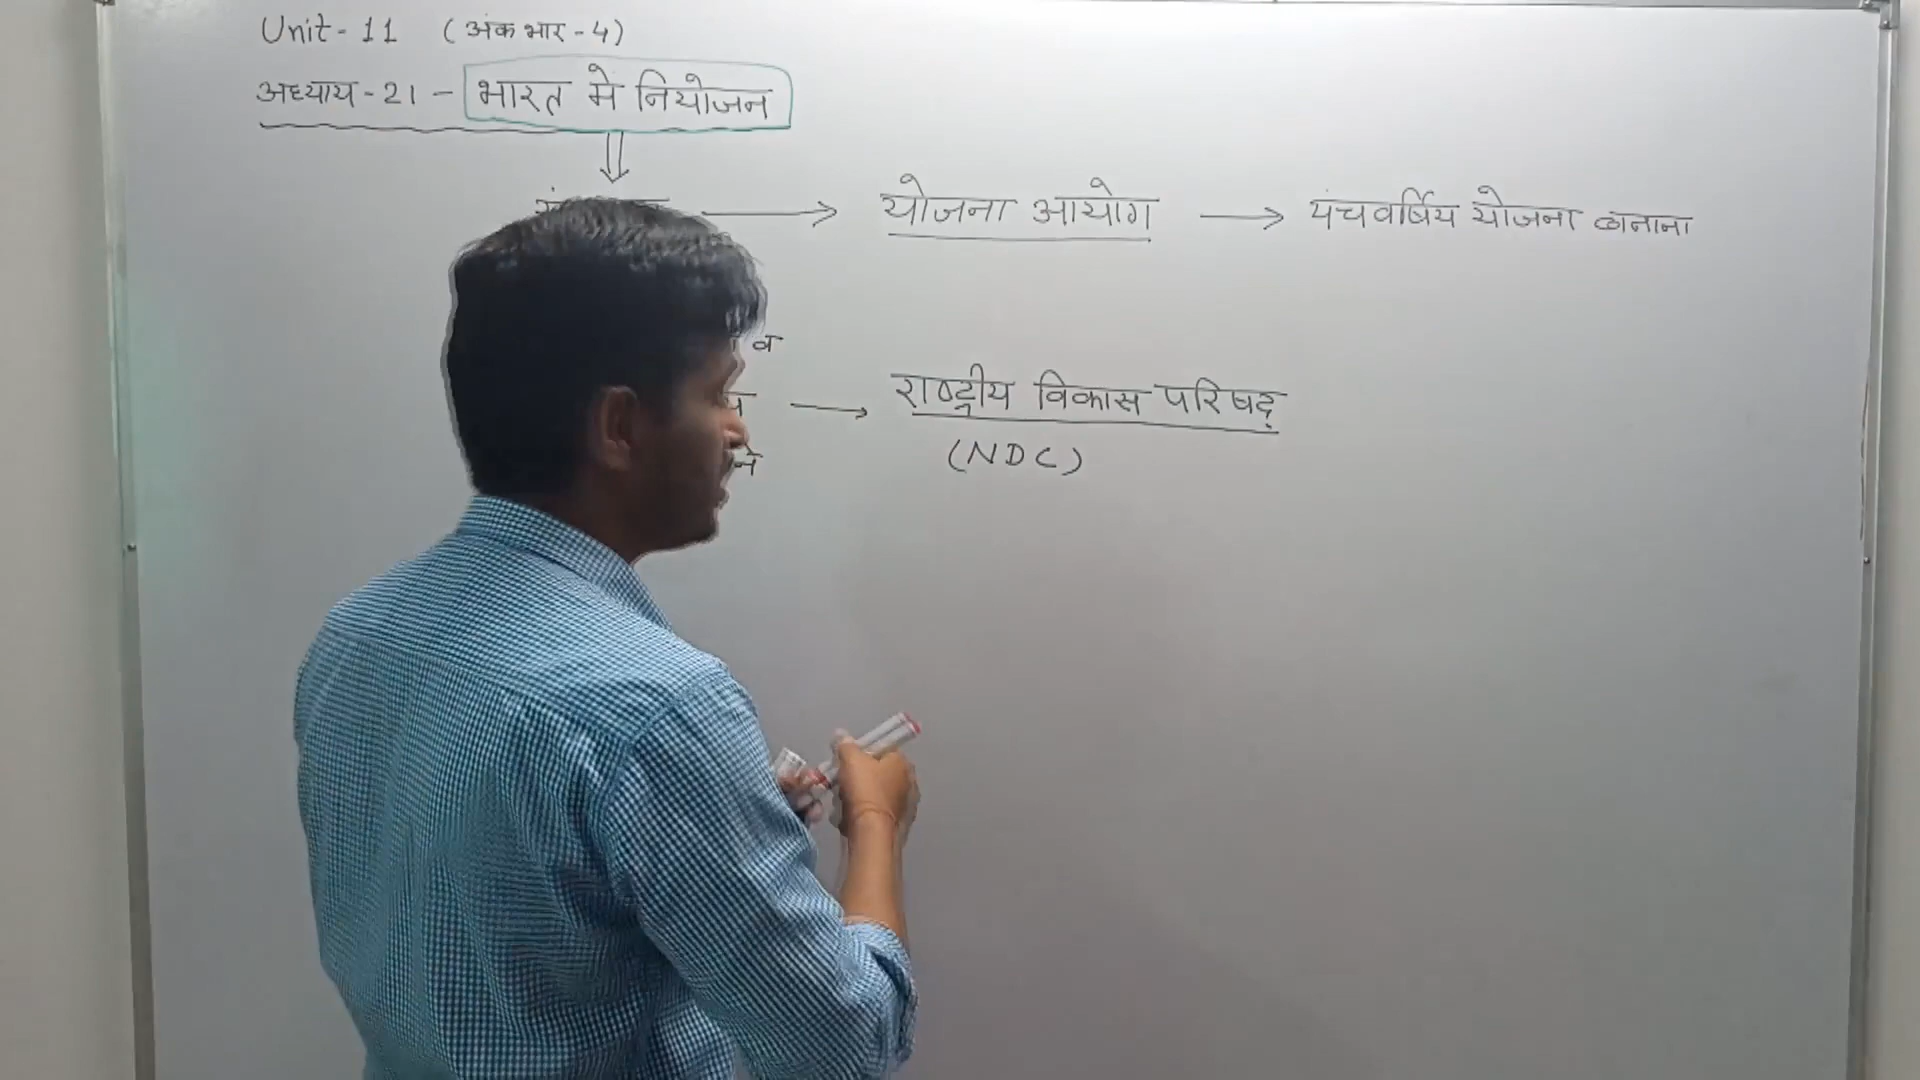 Unit - 11 (अंक भार - 4)
अध्याय - 21 - भारत मे नियोजन
योजना आयोग → पंचवर्षिय योजना बनाना
व
राष्ट्रीय विकास परिषद्
(NDC)